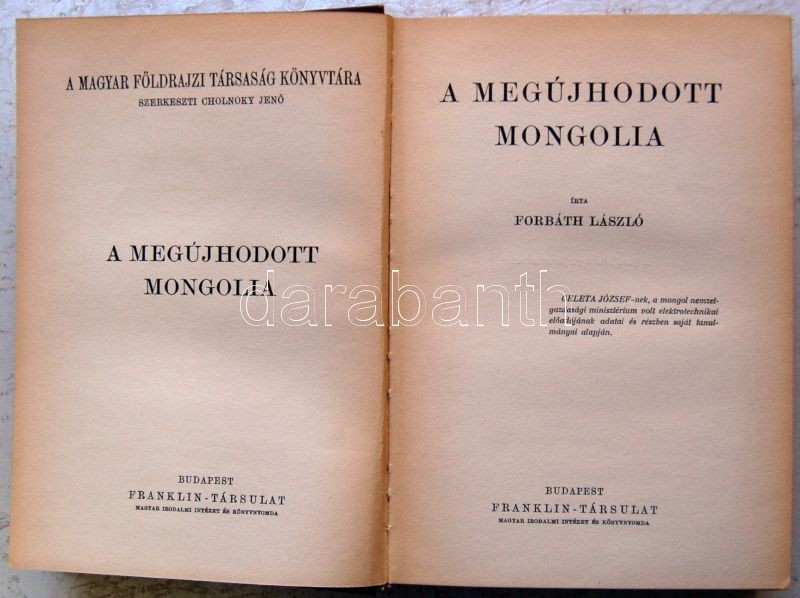 A MAGYAR FÖLDRAJZI TÁRSASÁG KÖNYVTÁRA
SZERKESZTI CHOLNOKY JENŐ
A MEGÚJHODOTT
MONGOLIA
BUDAPEST
FRANKLIN-TÁRSULAT
MAGYAR IRODALMI INTÉZET ÉS KÖNYVNYOMDA
A MEGÚJHODOTT
MONGOLIA
ÍRTA
FORBÁTH LÁSZLÓ
GELETA JÓZSEF-nek, a mongol nemzet-
gazdasági minisztérium volt elektrotechnikai
előadójának adatai és részben saját tanul-
mányai alapján.
BUDAPEST
FRANKLIN-TÁRSULAT
MAGYAR IRODALMI INTÉZET ÉS KÖNYVNYOMDA
darabanth